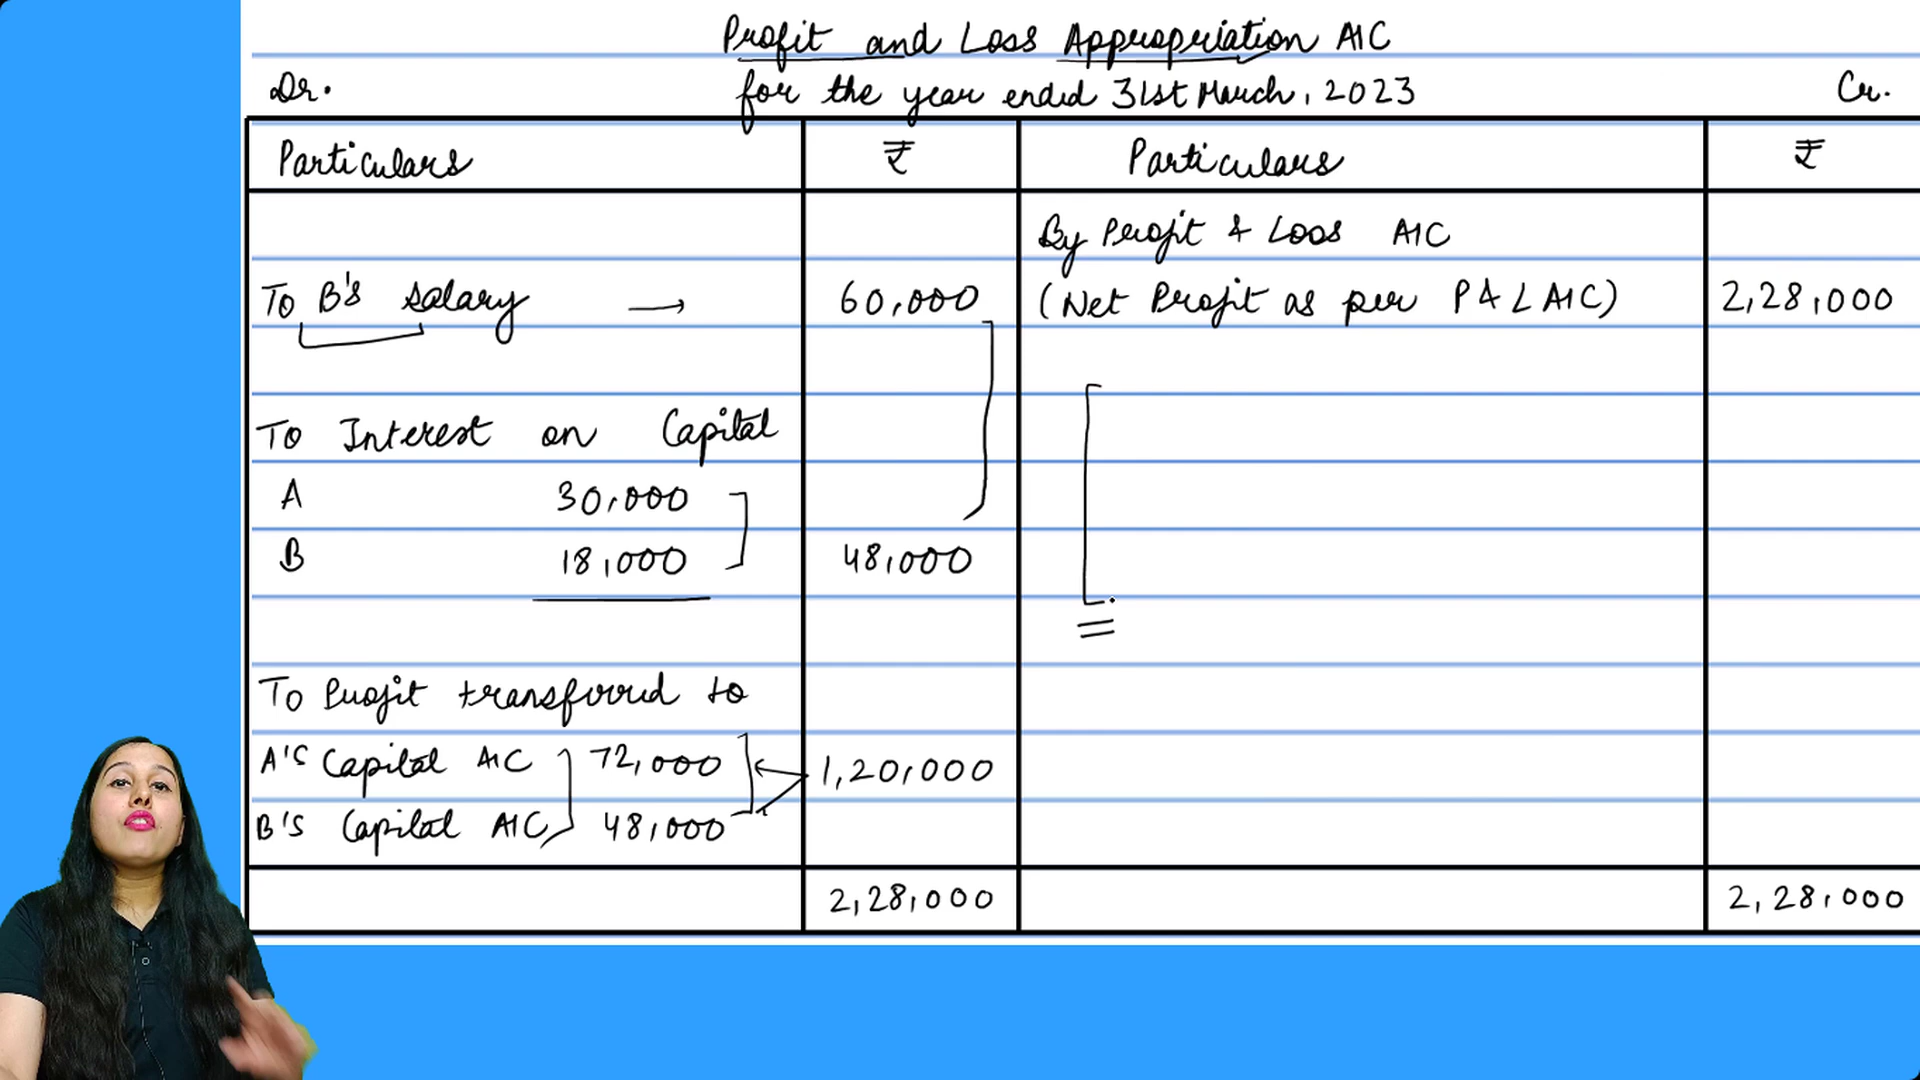 Profit and Loss Appropriation A/C
Dr. for the year ended 31st March, 2023 Cr.
Particulars ₹ Particulars ₹
By Profit & Loss A/C
To B's Salary → 60,000 (Net Profit as per P & L A/C) 2,28,000
To Interest on Capital
A 30,000
B 18,000 48,000
To Profit transferred to
A's Capital A/C 72,000 1,20,000
B's Capital A/C 48,000
2,28,000 2,28,000